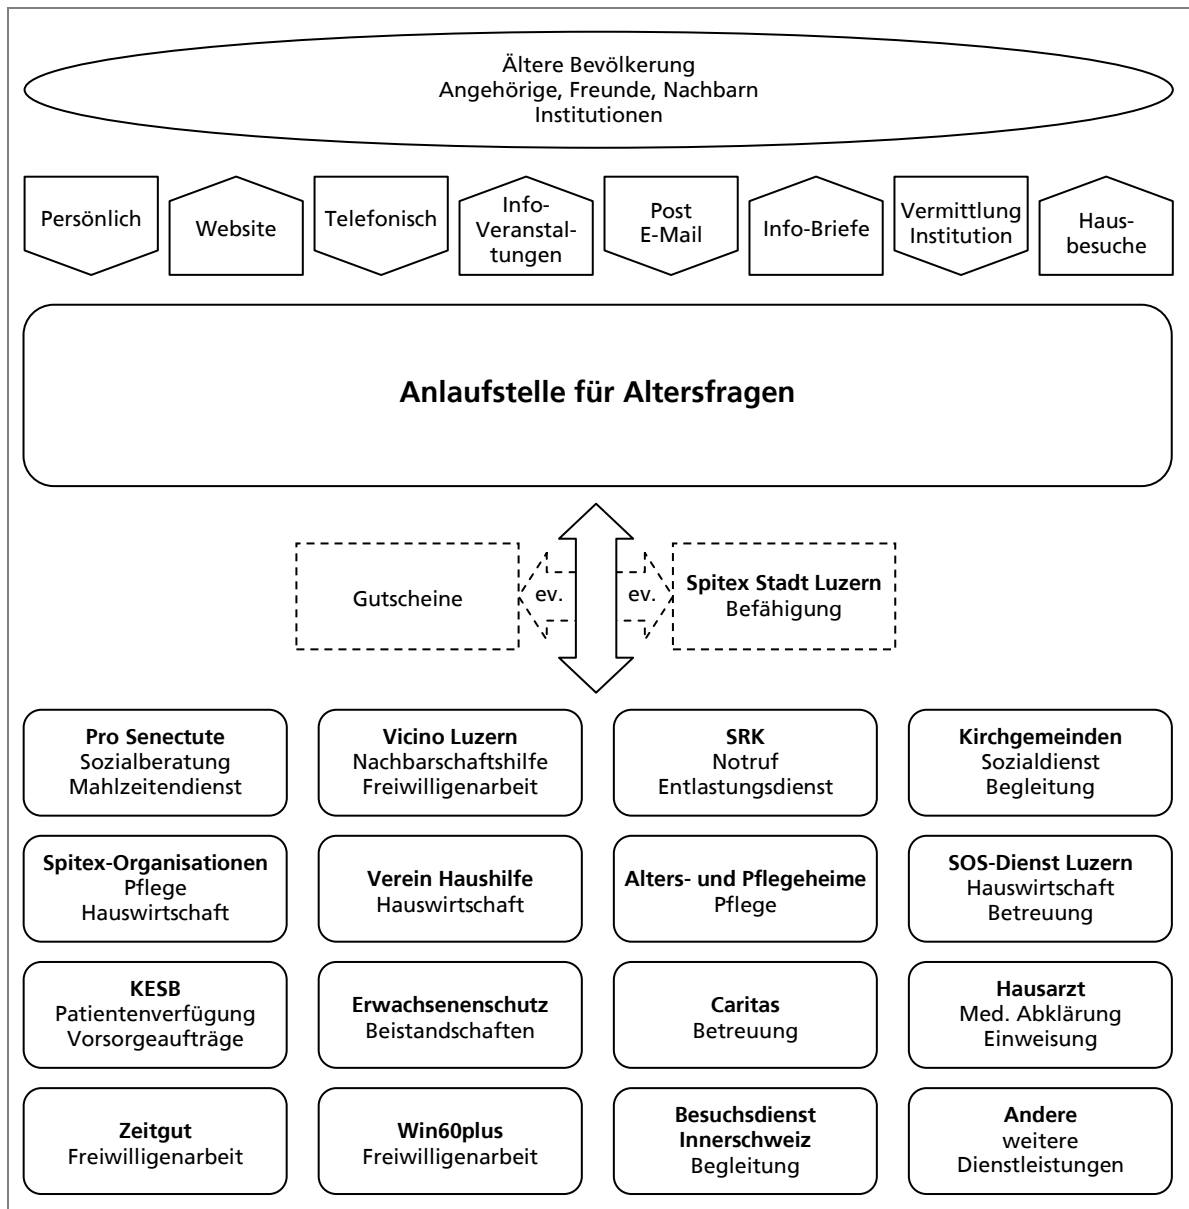 Ältere Bevölkerung
Angehörige, Freunde, Nachbarn
Institutionen
Persönlich
Website
Telefonisch
Info-
Veranstal-
tungen
Post
E-Mail
Info-Briefe
Vermittlung
Institution
Haus-
besuche
Anlaufstelle für Altersfragen
Gutscheine
ev.
ev.
Spitex Stadt Luzern
Befähigung
Pro Senectute
Sozialberatung
Mahlzeitendienst
Vicino Luzern
Nachbarschaftshilfe
Freiwilligenarbeit
SRK
Notruf
Entlastungsdienst
Kirchgemeinden
Sozialdienst
Begleitung
Spitex-Organisationen
Pflege
Hauswirtschaft
Verein Haushilfe
Hauswirtschaft
Alters- und Pflegeheime
Pflege
SOS-Dienst Luzern
Hauswirtschaft
Betreuung
KESB
Patientenverfügung
Vorsorgeaufträge
Erwachsenenschutz
Beistandschaften
Caritas
Betreuung
Hausarzt
Med. Abklärung
Einweisung
Zeitgut
Freiwilligenarbeit
Win60plus
Freiwilligenarbeit
Besuchsdienst
Innerschweiz
Begleitung
Andere
weitere
Dienstleistungen